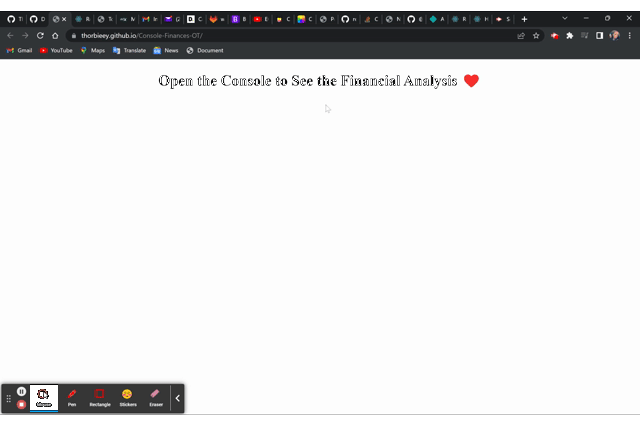 thorbieey.github.io/Console-Finances-OT/
Gmail YouTube Maps Translate News Document
Open the Console to See the Financial Analysis
Pen Rectangle Stickers Eraser